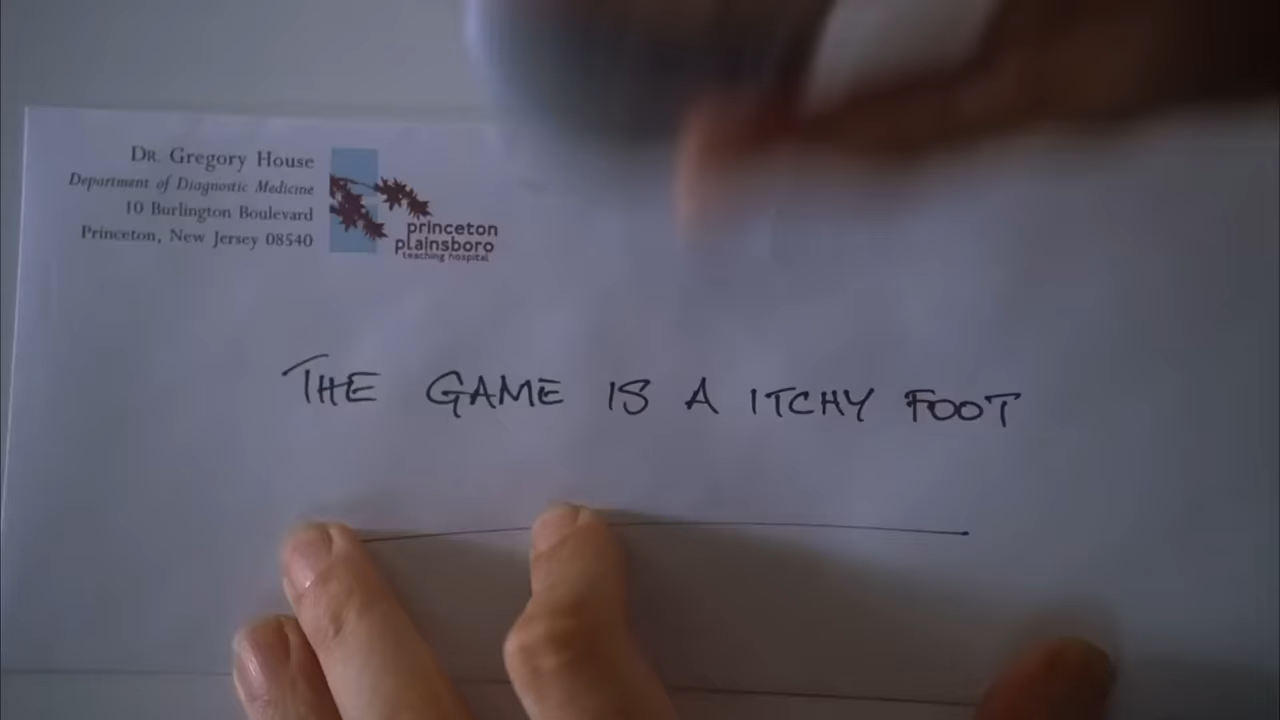 DR. Gregory House
Department of Diagnostic Medicine
10 Burlington Boulevard
Princeton, New Jersey 08540
princeton
plainsboro
teaching hospital
THE GAME IS A ITCHY FOOT